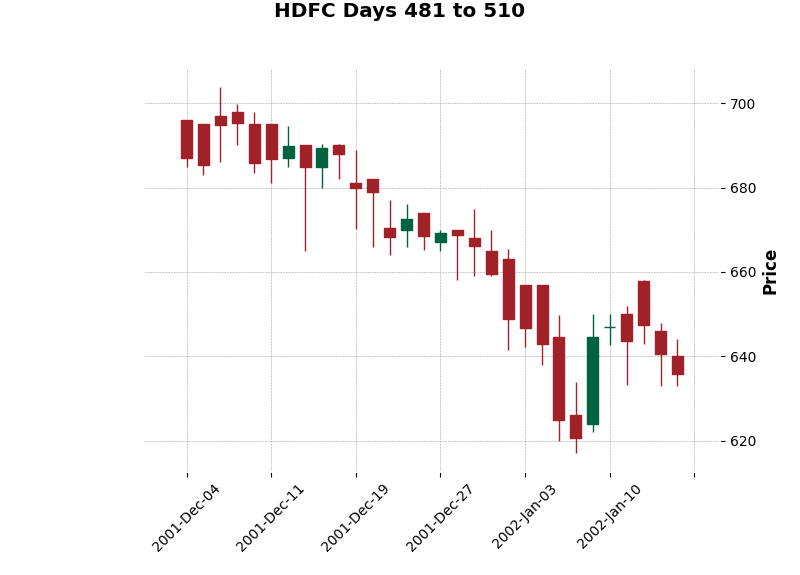 HDFC Days 481 to 510
700
680
660
640
620
Price
2001-Dec-04
2001-Dec-11
2001-Dec-19
2001-Dec-27
2002-Jan-03
2002-Jan-10